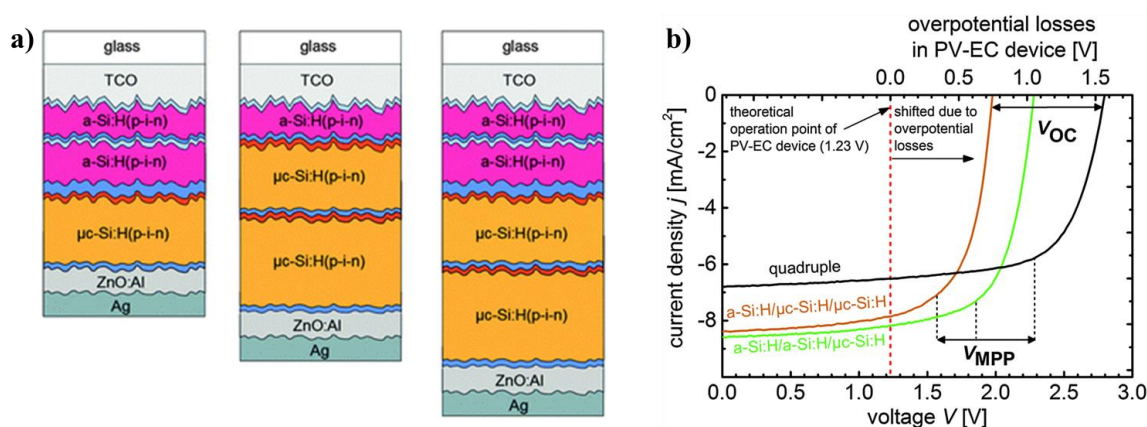 a)
glass
TCO
a-Si:H(p-i-n)
a-Si:H(p-i-n)
µc-Si:H(p-i-n)
ZnO:Al
Ag
glass
TCO
a-Si:H(p-i-n)
µc-Si:H(p-i-n)
µc-Si:H(p-i-n)
ZnO:Al
Ag
glass
TCO
a-Si:H(p-i-n)
a-Si:H(p-i-n)
µc-Si:H(p-i-n)
µc-Si:H(p-i-n)
ZnO:Al
Ag
b)
overpotential losses
in PV-EC device [V]
0.0 0.5 1.0 1.5
theoretical
operation point of
PV-EC device (1.23 V)
shifted due to
overpotential
losses
VOC
quadruple
a-Si:H/µc-Si:H/µc-Si:H
a-Si:H/a-Si:H/µc-Si:H
VMPP
current density j [mA/cm²]
0
-2
-4
-6
-8
0.0 0.5 1.0 1.5 2.0 2.5 3.0
voltage V [V]